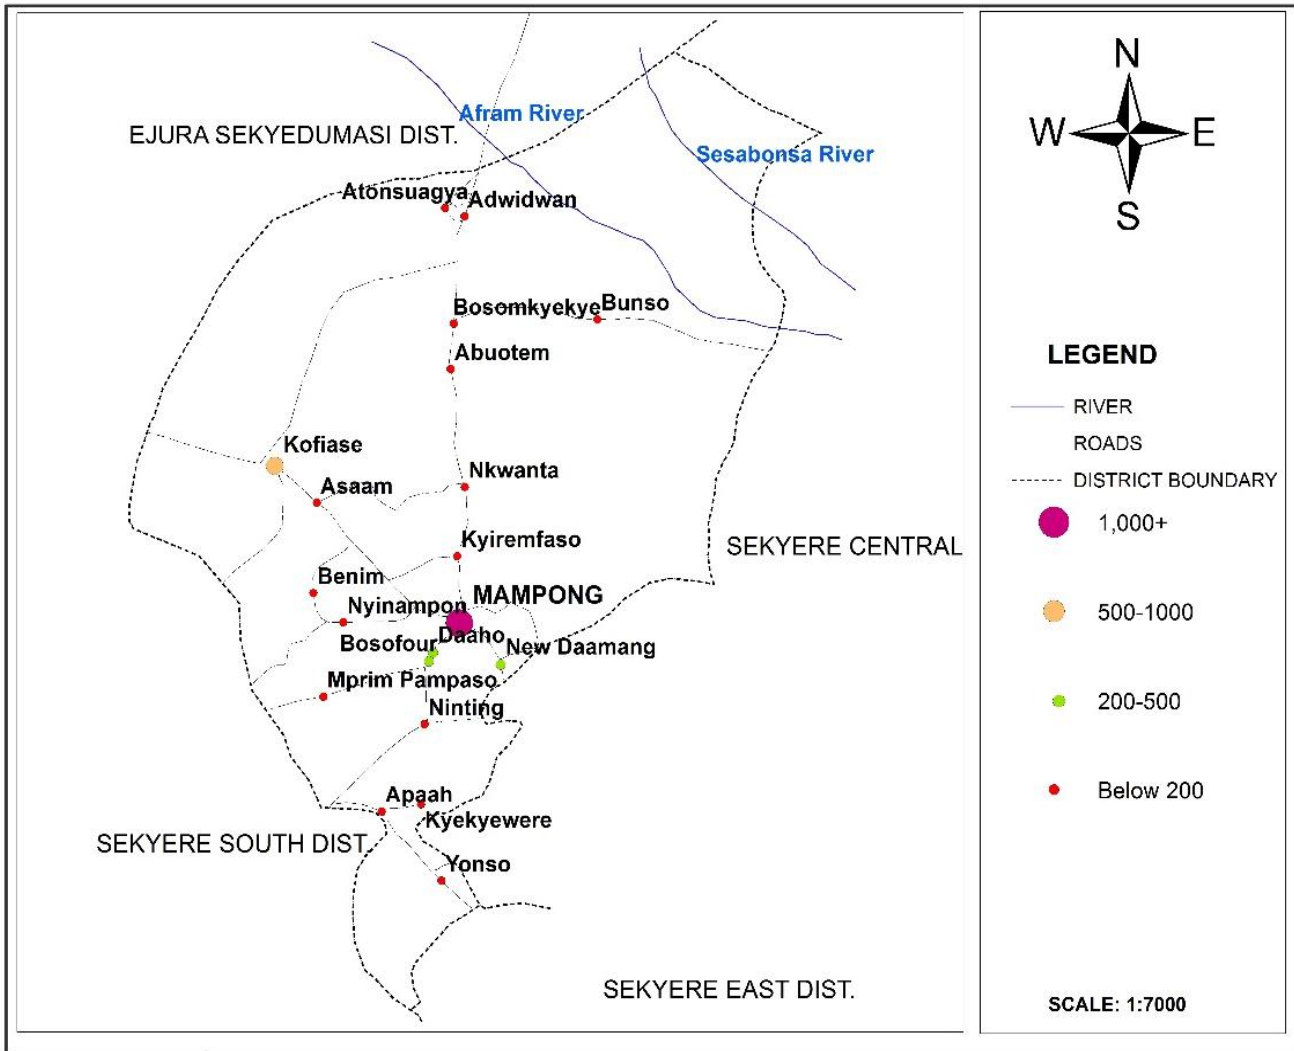 EJURA SEKYEDUMASI DIST.
Afram River
Sesabonsa River
Atonsuagya
Adwidwan
Bosomkyekye
Bunso
Abuotem
Kofiase
Asaam
Nkwanta
Kyiremfaso
SEKYERE CENTRAL
Benim
MAMPONG
Nyinampon
Bosofour
Daaho
New Daamang
Mprim Pampaso
Ninting
Apaah
Kyekyewere
SEKYERE SOUTH DIST.
Yonso
SEKYERE EAST DIST.
N
W
E
S
LEGEND
RIVER
ROADS
DISTRICT BOUNDARY
1,000+
500-1000
200-500
Below 200
SCALE: 1:7000